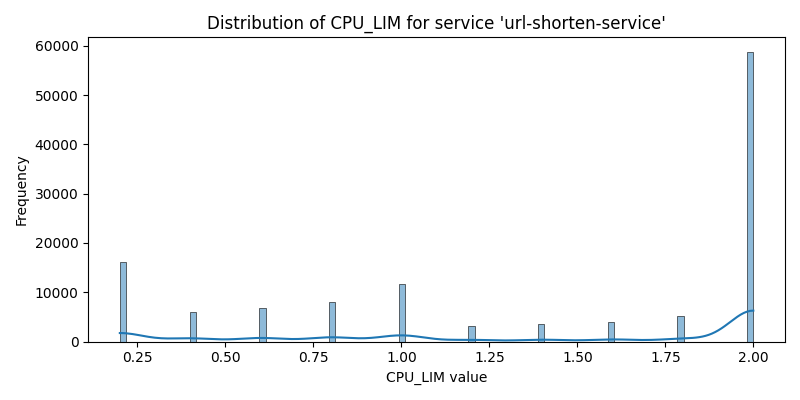 Distribution of CPU_LIM for service 'url-shorten-service'
Frequency
60000
50000
40000
30000
20000
10000
0
0.25 0.50 0.75 1.00 1.25 1.50 1.75 2.00
CPU_LIM value